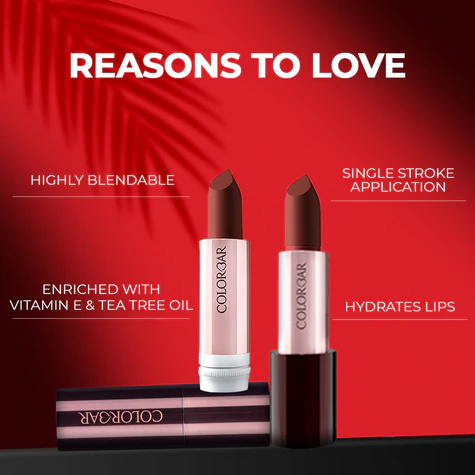 REASONS TO LOVE
HIGHLY BLENDABLE
SINGLE STROKE
APPLICATION
ENRICHED WITH
VITAMIN E & TEA TREE OIL
HYDRATES LIPS
COLORBAR
COLORBAR
COLORBAR